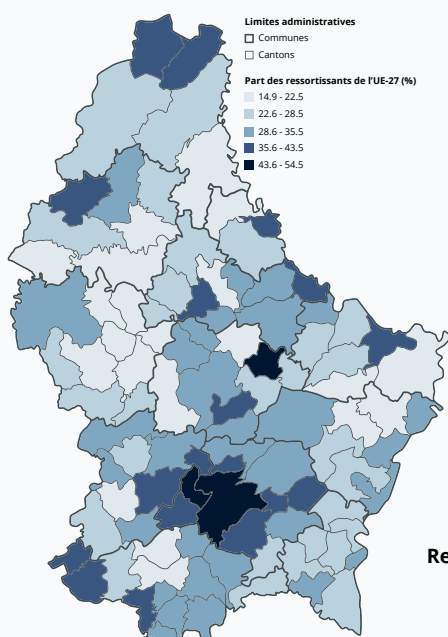 Limites administratives
Communes
Cantons
Part des ressortissants de l'UE-27 (%)
14.9 - 22.5
22.6 - 28.5
28.6 - 35.5
35.6 - 43.5
43.6 - 54.5
Re